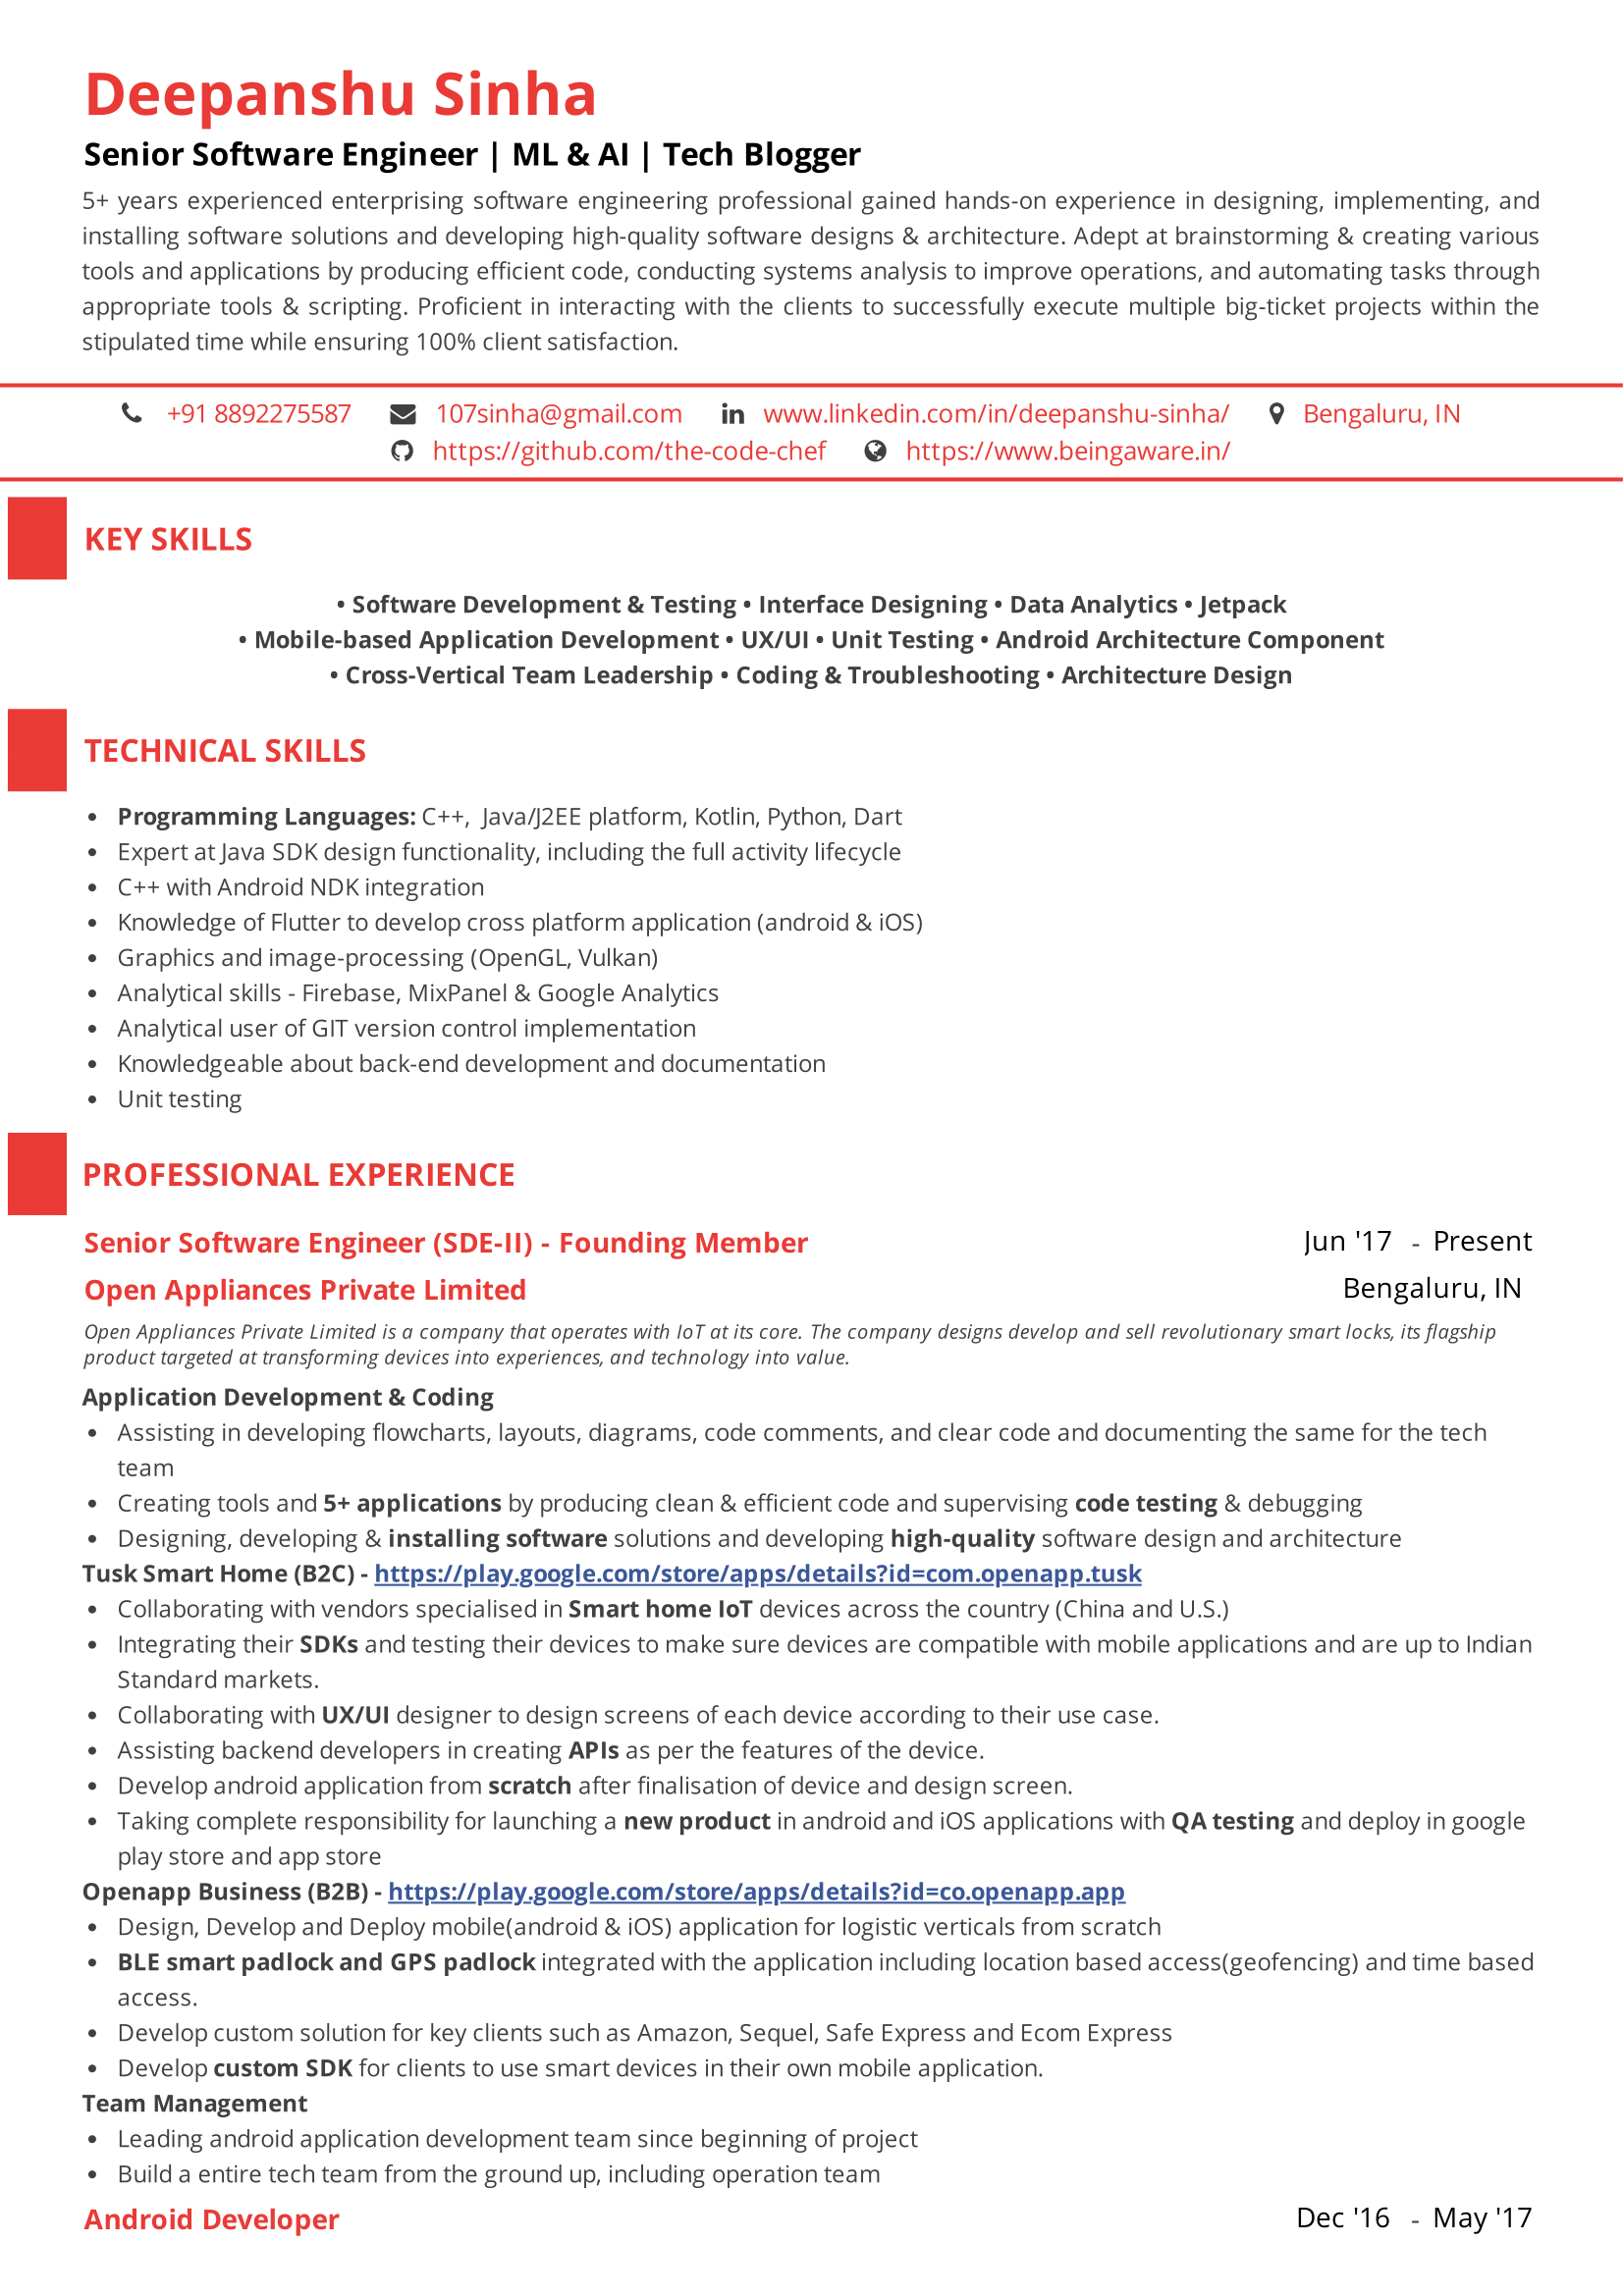 Deepanshu Sinha
Senior Software Engineer | ML & AI | Tech Blogger
5+ years experienced enterprising software engineering professional gained hands-on experience in designing, implementing, and
installing software solutions and developing high-quality software designs & architecture. Adept at brainstorming & creating various
tools and applications by producing efficient code, conducting systems analysis to improve operations, and automating tasks through
appropriate tools & scripting. Proficient in interacting with the clients to successfully execute multiple big-ticket projects within the
stipulated time while ensuring 100% client satisfaction.
+91 8892275587 107sinha@gmail.com www.linkedin.com/in/deepanshu-sinha/ Bengaluru, IN
https://github.com/the-code-chef https://www.beingaware.in/
KEY SKILLS
• Software Development & Testing • Interface Designing • Data Analytics • Jetpack
• Mobile-based Application Development • UX/UI • Unit Testing • Android Architecture Component
• Cross-Vertical Team Leadership • Coding & Troubleshooting • Architecture Design
TECHNICAL SKILLS
• Programming Languages: C++,  Java/J2EE platform, Kotlin, Python, Dart
• Expert at Java SDK design functionality, including the full activity lifecycle
• C++ with Android NDK integration
• Knowledge of Flutter to develop cross platform application (android & iOS)
• Graphics and image-processing (OpenGL, Vulkan)
• Analytical skills - Firebase, MixPanel & Google Analytics
• Analytical user of GIT version control implementation
• Knowledgeable about back-end development and documentation
• Unit testing
PROFESSIONAL EXPERIENCE
Senior Software Engineer (SDE-II) - Founding Member Jun '17 - Present
Open Appliances Private Limited Bengaluru, IN
Open Appliances Private Limited is a company that operates with IoT at its core. The company designs develop and sell revolutionary smart locks, its flagship
product targeted at transforming devices into experiences, and technology into value.
Application Development & Coding
• Assisting in developing flowcharts, layouts, diagrams, code comments, and clear code and documenting the same for the tech
team
• Creating tools and 5+ applications by producing clean & efficient code and supervising code testing & debugging
• Designing, developing & installing software solutions and developing high-quality software design and architecture
Tusk Smart Home (B2C) - https://play.google.com/store/apps/details?id=com.openapp.tusk
• Collaborating with vendors specialised in Smart home IoT devices across the country (China and U.S.)
• Integrating their SDKs and testing their devices to make sure devices are compatible with mobile applications and are up to Indian
Standard markets.
• Collaborating with UX/UI designer to design screens of each device according to their use case.
• Assisting backend developers in creating APIs as per the features of the device.
• Develop android application from scratch after finalisation of device and design screen.
• Taking complete responsibility for launching a new product in android and iOS applications with QA testing and deploy in google
play store and app store
Openapp Business (B2B) - https://play.google.com/store/apps/details?id=co.openapp.app
• Design, Develop and Deploy mobile(android & iOS) application for logistic verticals from scratch
• BLE smart padlock and GPS padlock integrated with the application including location based access(geofencing) and time based
access.
• Develop custom solution for key clients such as Amazon, Sequel, Safe Express and Ecom Express
• Develop custom SDK for clients to use smart devices in their own mobile application.
Team Management
• Leading android application development team since beginning of project
• Build a entire tech team from the ground up, including operation team
Android Developer Dec '16 - May '17